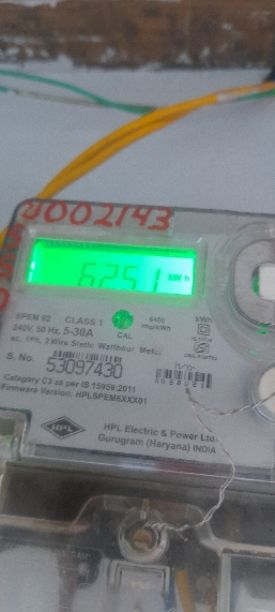 4002143
6251 kWh
SPEM 02 CLASS 1
240V, 50 Hz, 5-30A
CAL
6400
imp/kWh
ac, 1Ph, 2 Wire Static Watthour Meter
S. No. 53097430
Category C3 as per IS 15959:2011
Firmware Version: HPLSPEM6XXX01
HPL
HPL Electric & Power Ltd.
Gurugram (Haryana) INDIA